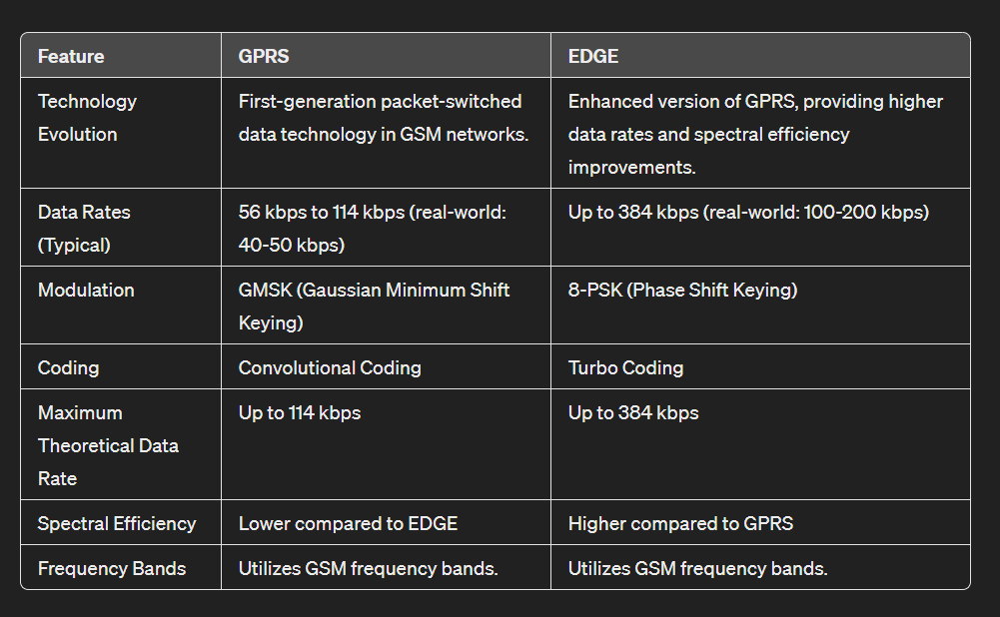 Feature GPRS EDGE
Technology Evolution First-generation packet-switched data technology in GSM networks. Enhanced version of GPRS, providing higher data rates and spectral efficiency improvements.
Data Rates (Typical) 56 kbps to 114 kbps (real-world: 40-50 kbps) Up to 384 kbps (real-world: 100-200 kbps)
Modulation GMSK (Gaussian Minimum Shift Keying) 8-PSK (Phase Shift Keying)
Coding Convolutional Coding Turbo Coding
Maximum Theoretical Data Rate Up to 114 kbps Up to 384 kbps
Spectral Efficiency Lower compared to EDGE Higher compared to GPRS
Frequency Bands Utilizes GSM frequency bands. Utilizes GSM frequency bands.